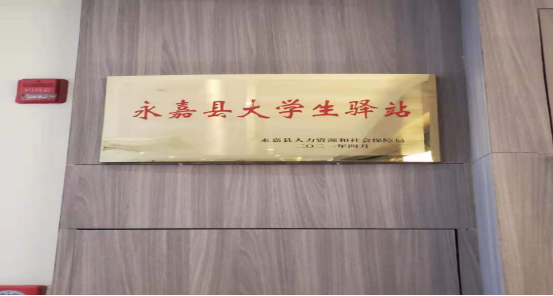 FIRE
永嘉县大学生驿站
永嘉县人力资源和社会保障局
二〇二一年四月